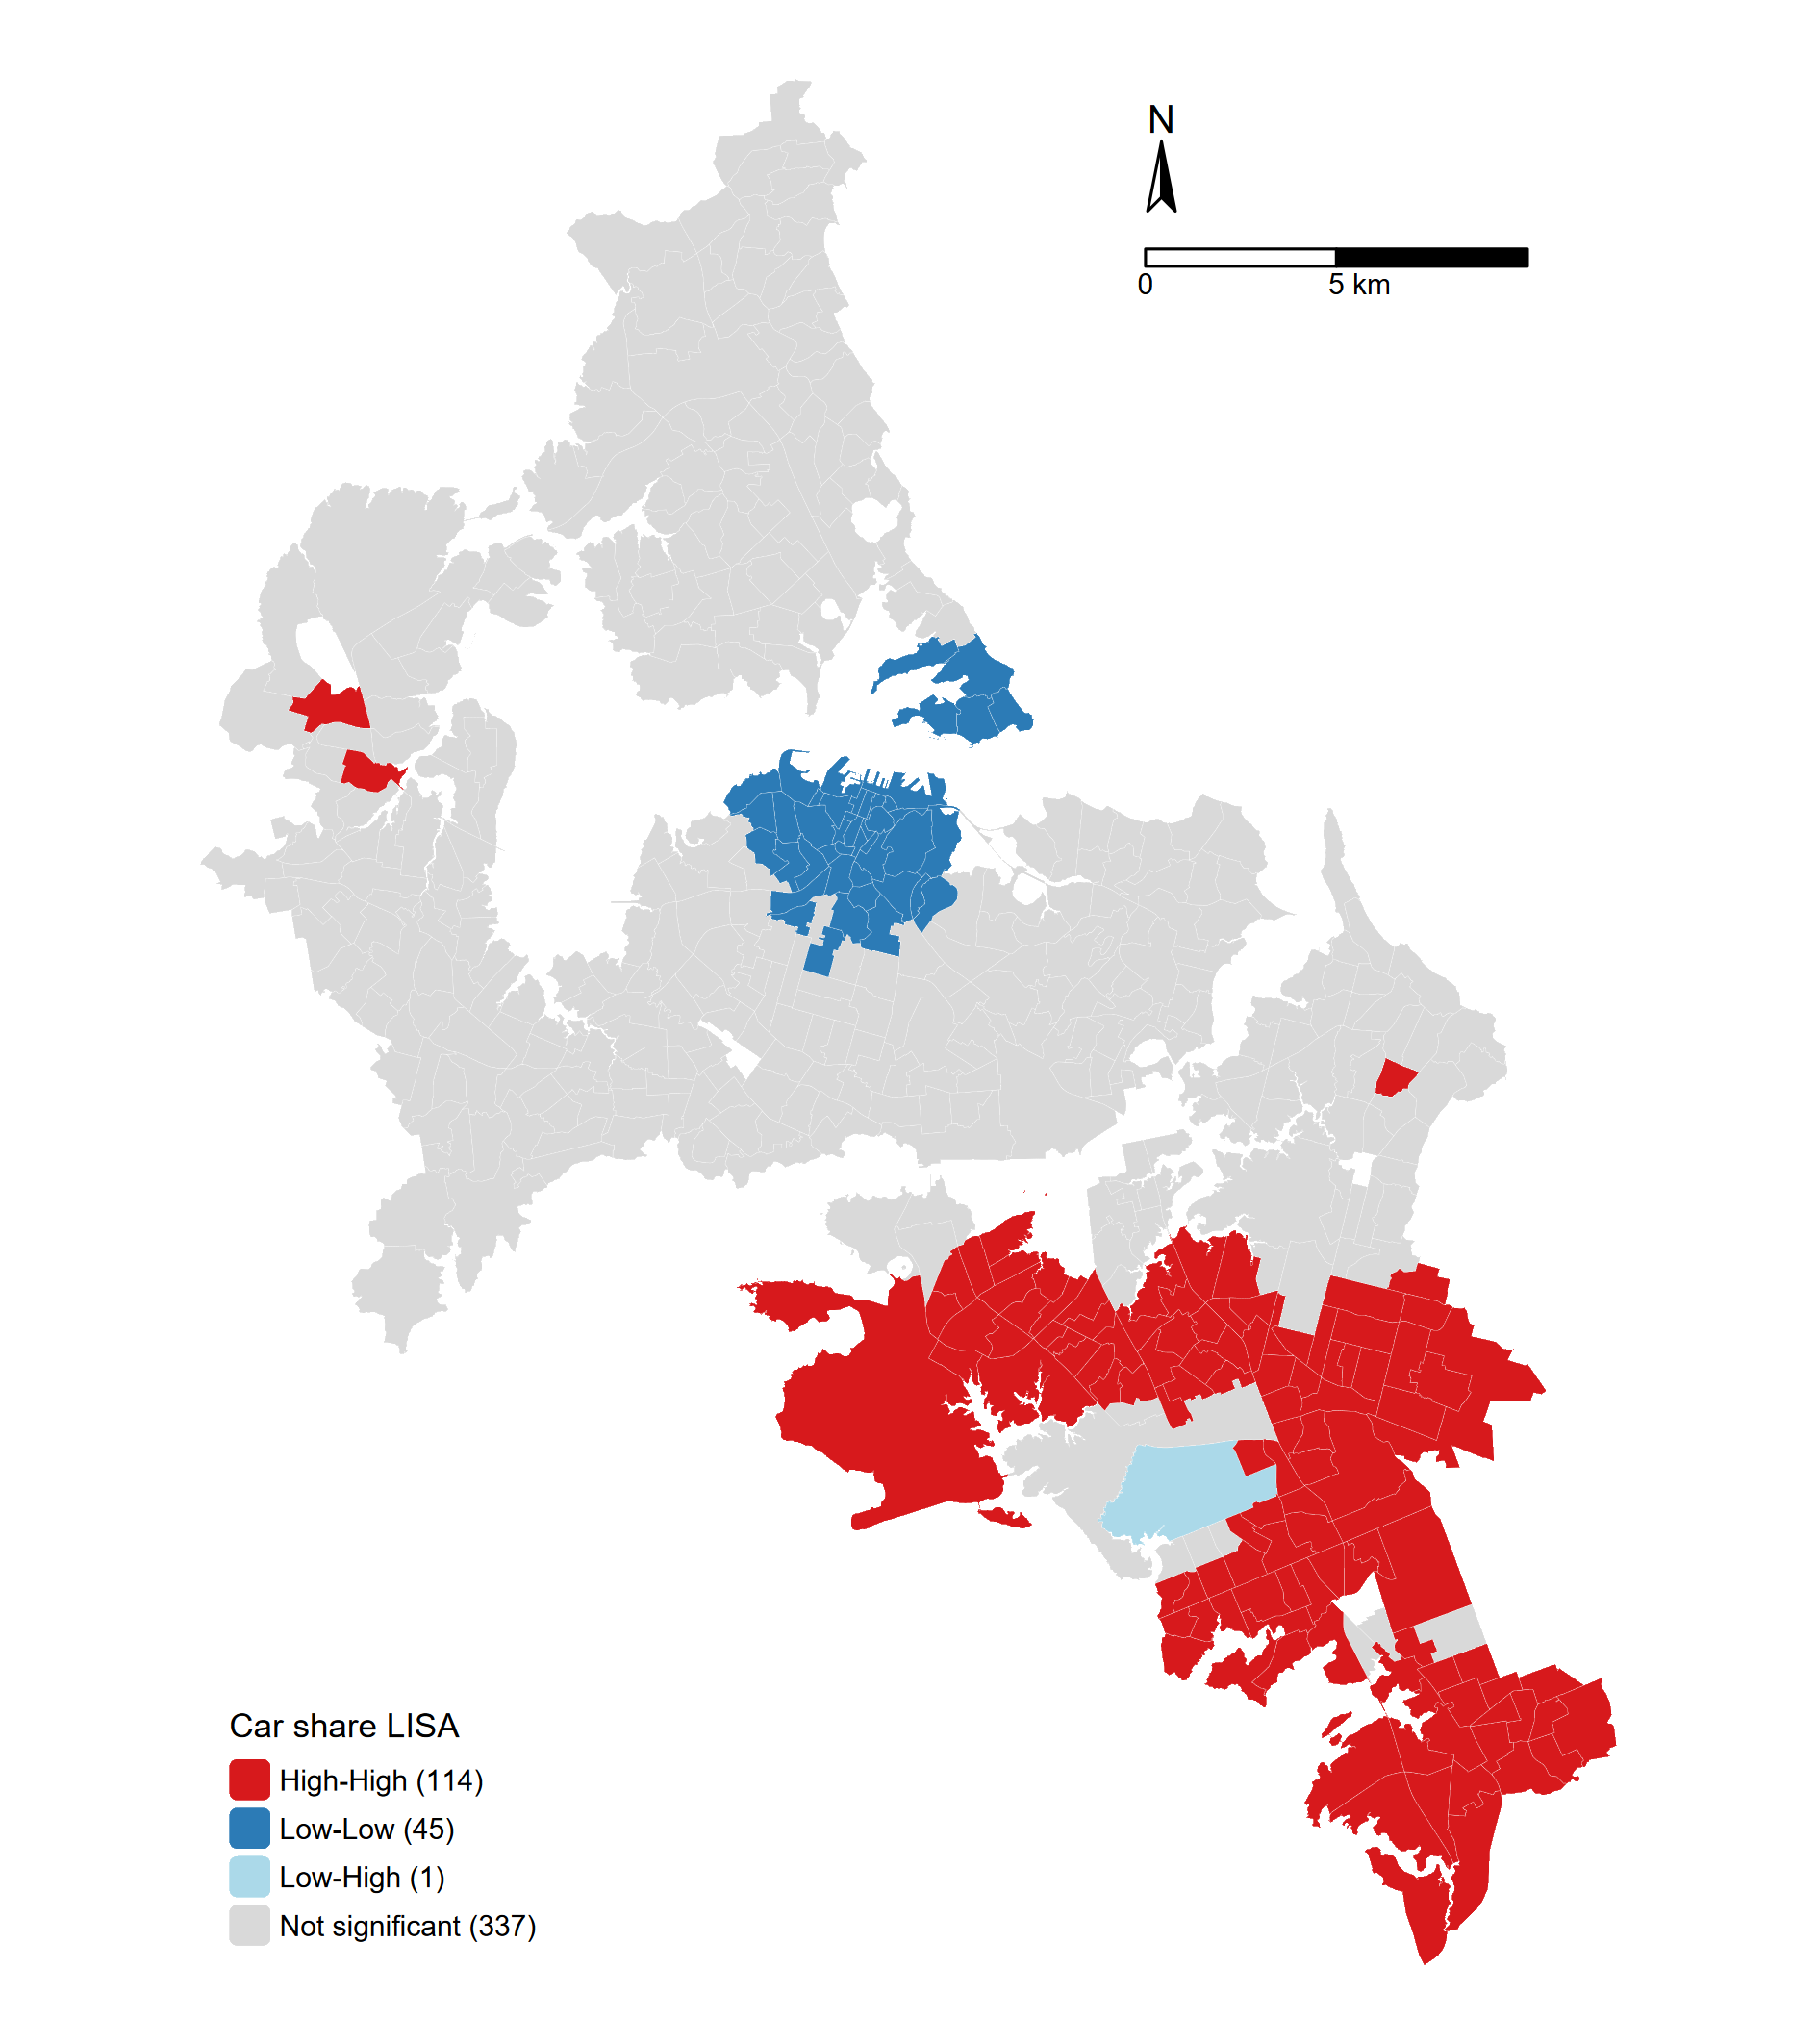 N
0 5 km
Car share LISA
High-High (114)
Low-Low (45)
Low-High (1)
Not significant (337)